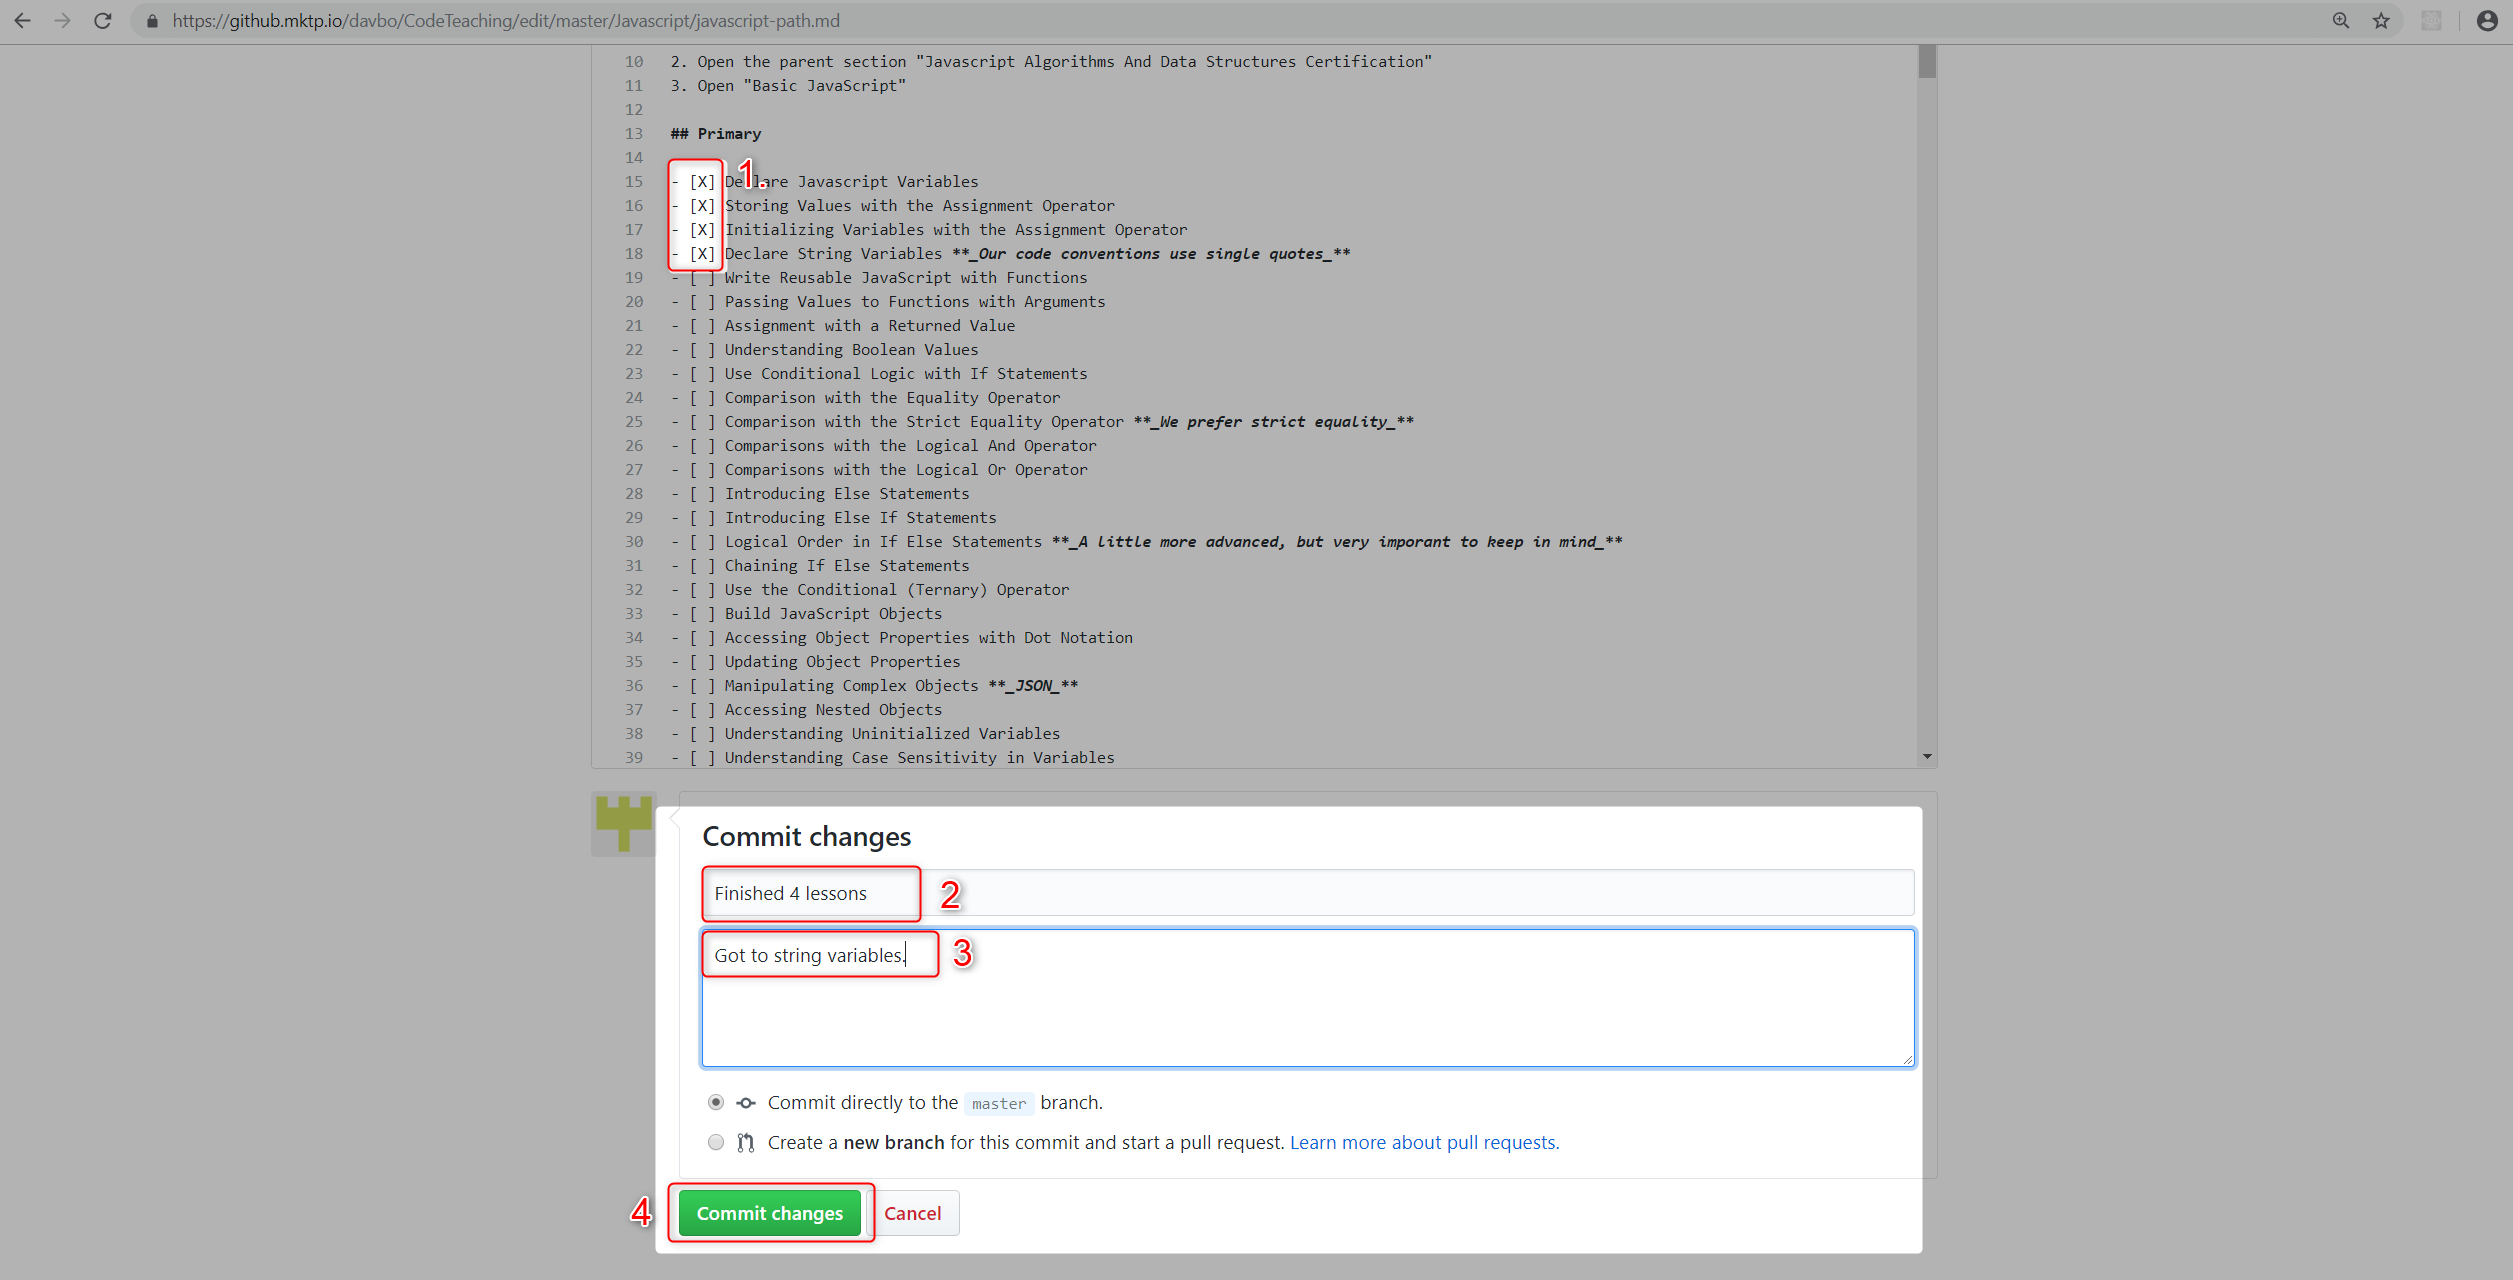 https://github.mktp.io/davbo/CodeTeaching/edit/master/Javascript/javascript-path.md
10 2. Open the parent section "Javascript Algorithms And Data Structures Certification"
11 3. Open "Basic JavaScript"
12
13 ## Primary
14
1.
15 - [X] Declare Javascript Variables
16 - [X] Storing Values with the Assignment Operator
17 - [X] Initializing Variables with the Assignment Operator
18 - [X] Declare String Variables **_Our code conventions use single quotes_**
19 - [ ] Write Reusable JavaScript with Functions
20 - [ ] Passing Values to Functions with Arguments
21 - [ ] Assignment with a Returned Value
22 - [ ] Understanding Boolean Values
23 - [ ] Use Conditional Logic with If Statements
24 - [ ] Comparison with the Equality Operator
25 - [ ] Comparison with the Strict Equality Operator **_We prefer strict equality_**
26 - [ ] Comparisons with the Logical And Operator
27 - [ ] Comparisons with the Logical Or Operator
28 - [ ] Introducing Else Statements
29 - [ ] Introducing Else If Statements
30 - [ ] Logical Order in If Else Statements **_A little more advanced, but very imporant to keep in mind_**
31 - [ ] Chaining If Else Statements
32 - [ ] Use the Conditional (Ternary) Operator
33 - [ ] Build JavaScript Objects
34 - [ ] Accessing Object Properties with Dot Notation
35 - [ ] Updating Object Properties
36 - [ ] Manipulating Complex Objects **_JSON_**
37 - [ ] Accessing Nested Objects
38 - [ ] Understanding Uninitialized Variables
39 - [ ] Understanding Case Sensitivity in Variables
Commit changes
Finished 4 lessons 2
Got to string variables. 3
Commit directly to the master branch.
Create a new branch for this commit and start a pull request. Learn more about pull requests.
4 Commit changes Cancel